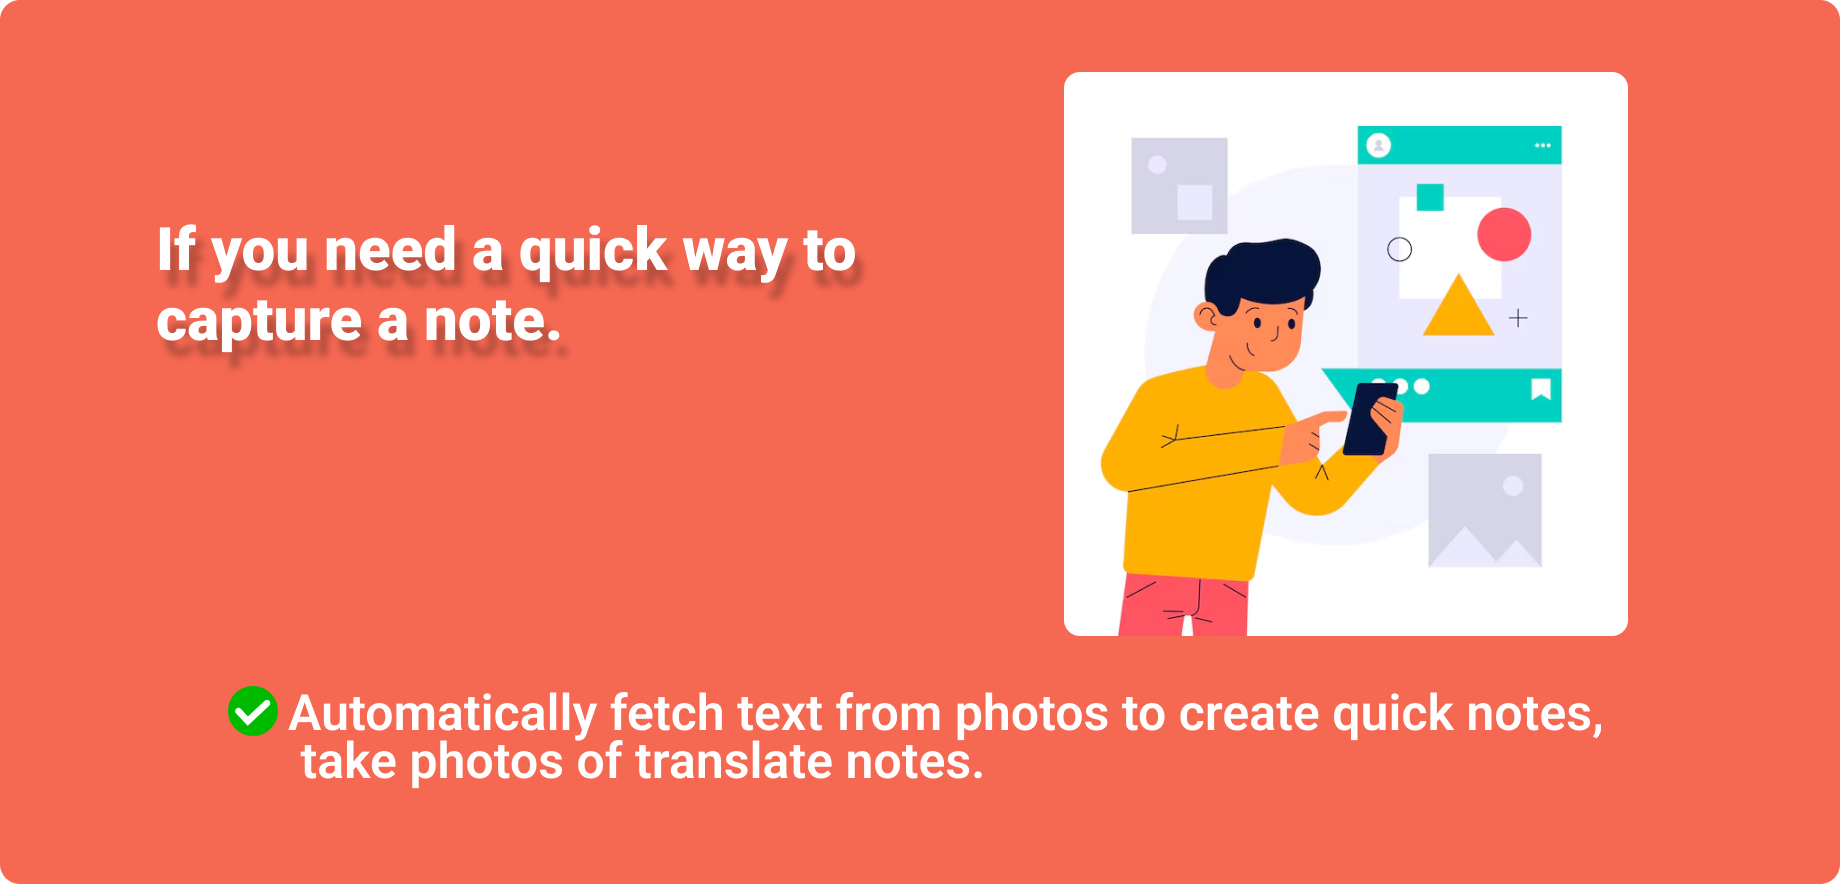 If you need a quick way to
capture a note.
Automatically fetch text from photos to create quick notes,
take photos of translate notes.